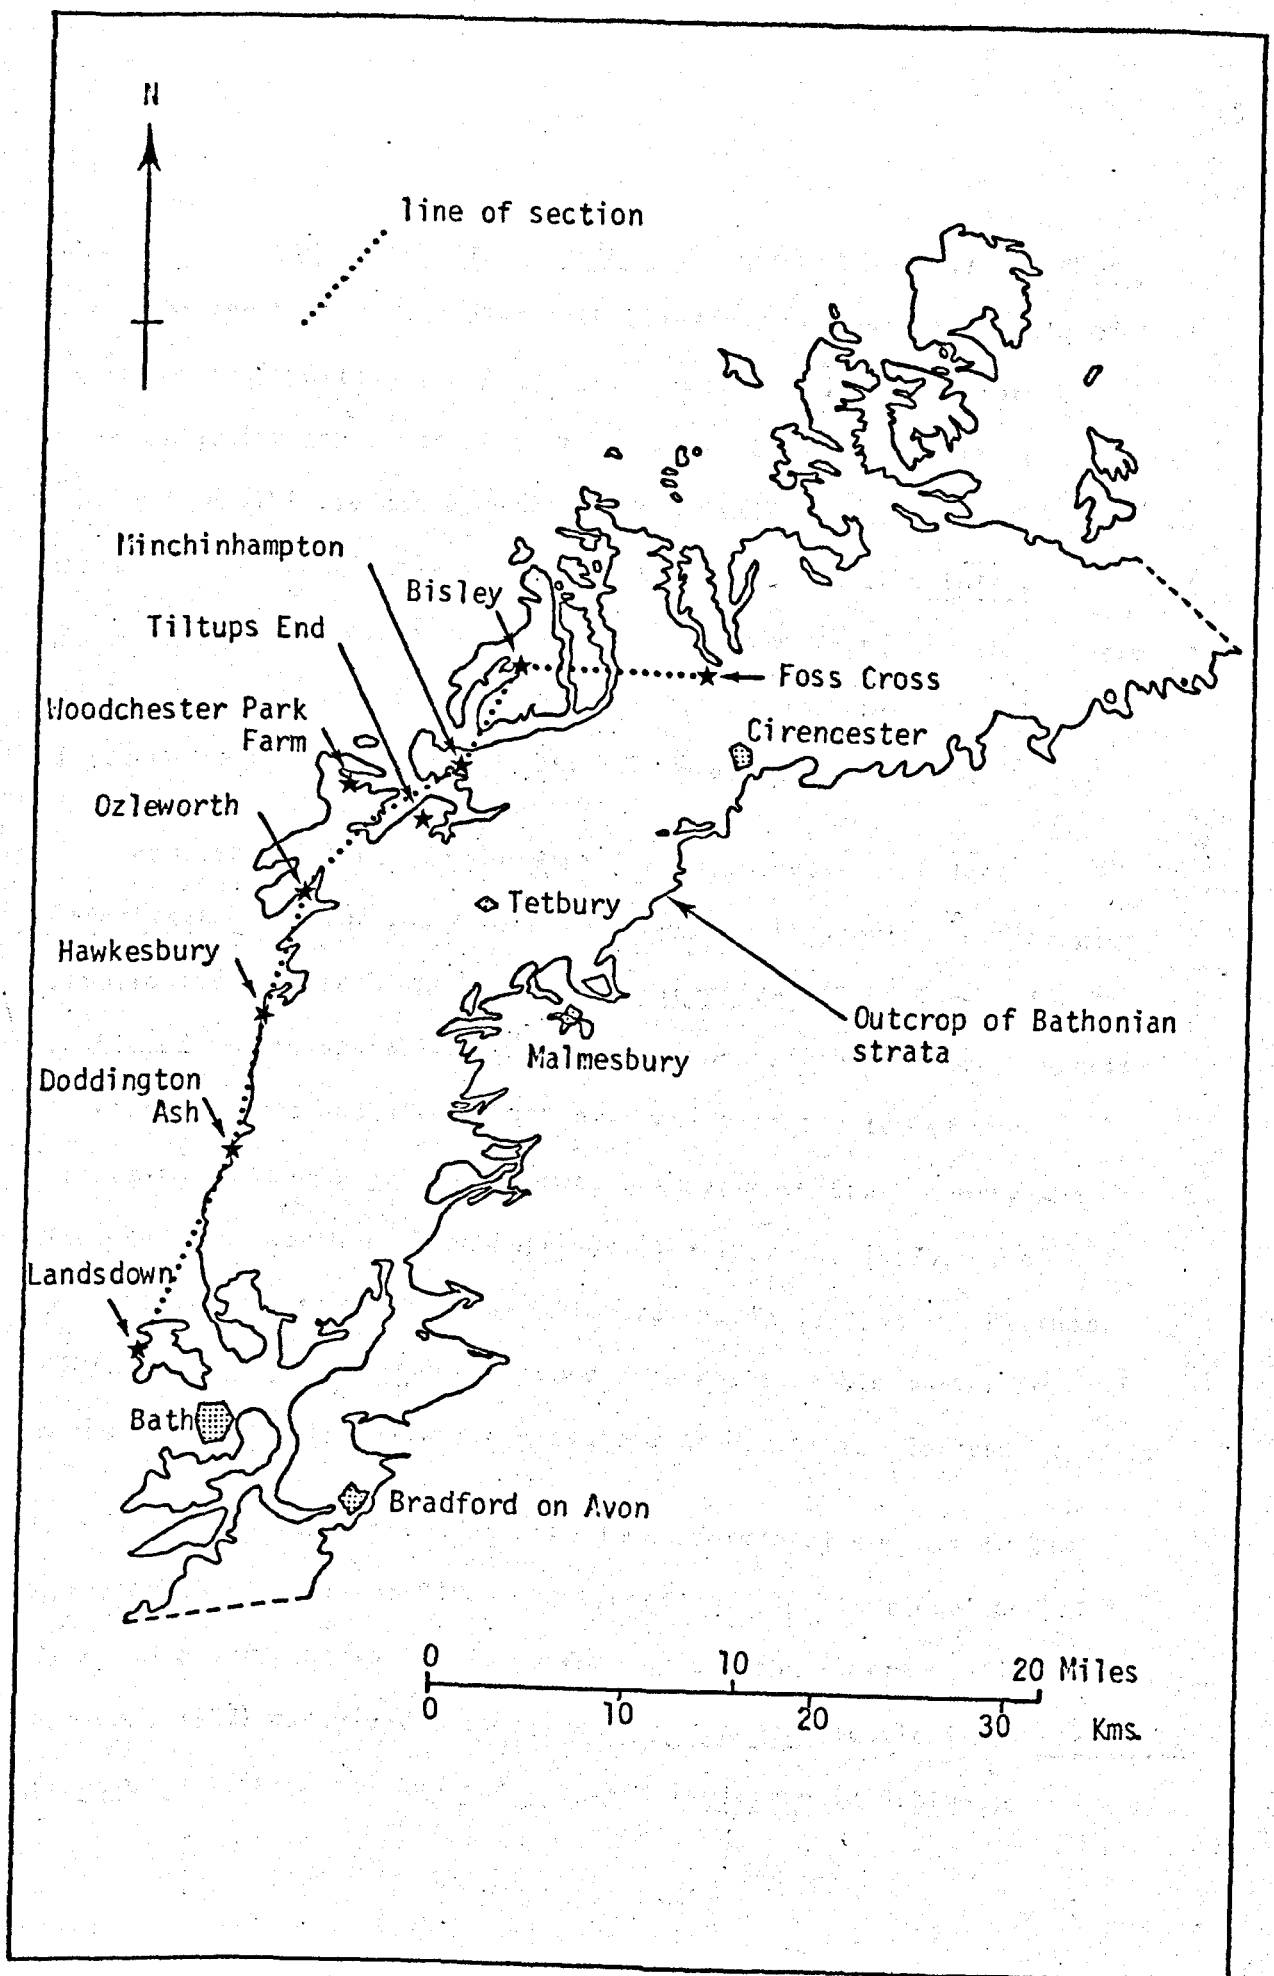 N
line of section
Minchinhampton
Bisley
Tiltups End
Foss Cross
Woodchester Park
Farm
Cirencester
Ozleworth
Tetbury
Hawkesbury
Outcrop of Bathonian
strata
Malmesbury
Doddington
Ash
Landsdown
Bath
Bradford on Avon
0 10 20 Miles
0 10 20 30 Kms.